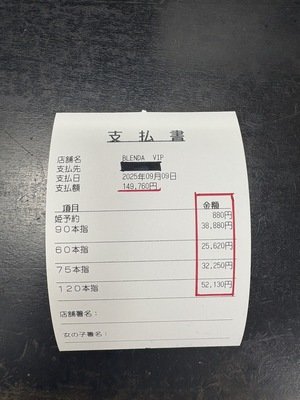 支払書
店舗名 BLENDA VIP
支払先
支払日 2025年09月09日
支払額 149,760円
項目 金額
姫予約 880円
90本指 38,880円
60本指 25,620円
75本指 32,250円
120本指 52,130円
店舗署名：
女の子署名：